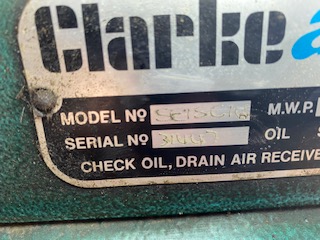 Clarke a
MODEL Nº M.W.P.
SERIAL Nº OIL S
CHECK OIL, DRAIN AIR RECEIVE